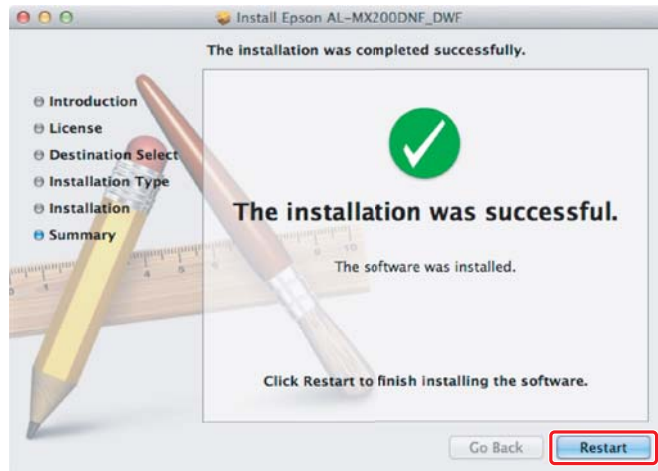 Install Epson AL-MX200DNF_DWF
The installation was completed successfully.
Introduction
License
Destination Select
Installation Type
Installation
Summary
The installation was successful.
The software was installed.
Click Restart to finish installing the software.
Go Back
Restart